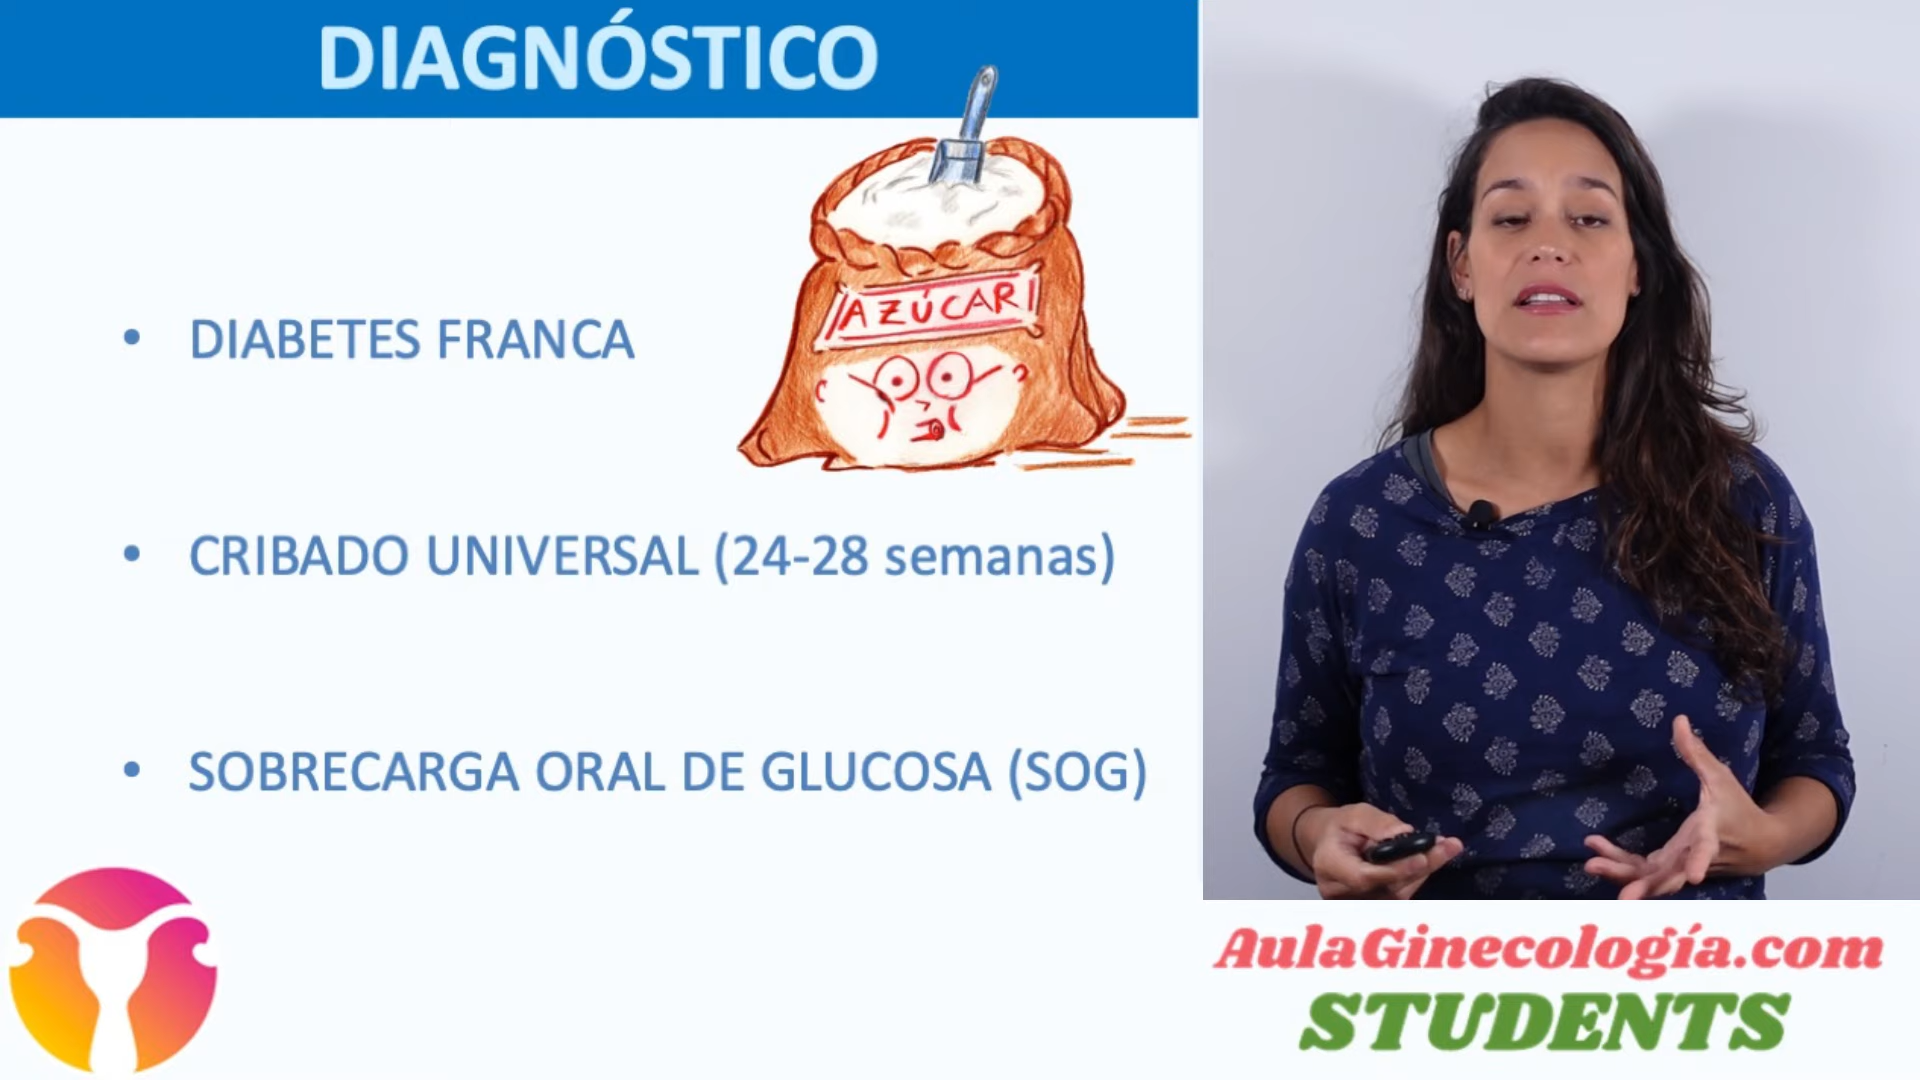 DIAGNÓSTICO
AZÚCAR
• DIABETES FRANCA
• CRIBADO UNIVERSAL (24-28 semanas)
• SOBRECARGA ORAL DE GLUCOSA (SOG)
AulaGinecología.com
STUDENTS